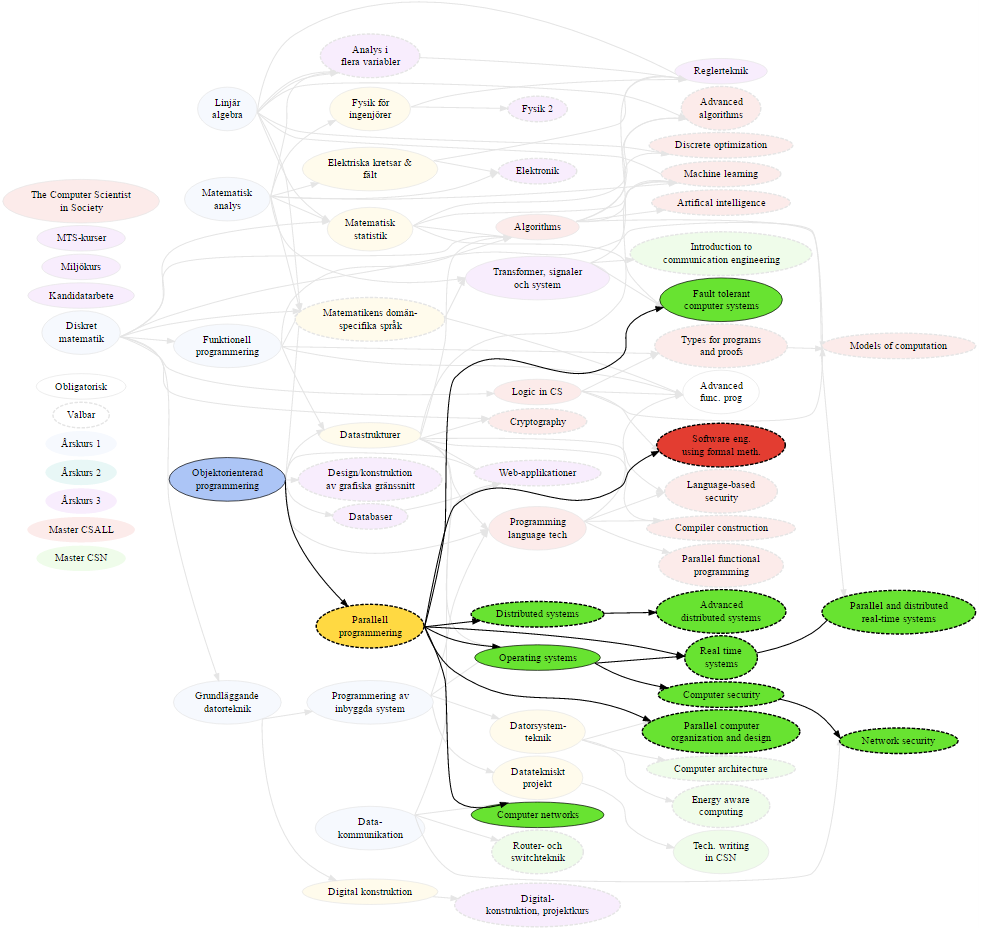 Analys i
flera variabler
Reglerteknik
Linjär
algebra
Fysik för
ingenjörer
Fysik 2
Advanced
algorithms
Discrete optimization
Elektriska kretsar &
fält
Elektronik
Machine learning
The Computer Scientist
in Society
Matematisk
analys
Artifical intelligence
Matematisk
statistik
Algorithms
MTS-kurser
Introduction to
communication engineering
Miljökurs
Transformer, signaler
och system
Kandidatarbete
Fault tolerant
computer systems
Diskret
matematik
Matematikens domän-
specifika språk
Funktionell
programmering
Types for programs
and proofs
Models of computation
Obligatorisk
Logic in CS
Advanced
func. prog
Valbar
Cryptography
Årskurs 1
Datastrukturer
Software eng.
using formal meth.
Årskurs 2
Objektorienterad
programmering
Design/konstruktion
av grafiska gränssnitt
Web-applikationer
Language-based
security
Årskurs 3
Databaser
Master CSALL
Programming
language tech
Compiler construction
Master CSN
Parallel functional
programming
Parallell
programmering
Distributed systems
Advanced
distributed systems
Parallel and distributed
real-time systems
Operating systems
Real time
systems
Grundläggande
datorteknik
Programmering av
inbyggda system
Computer security
Datorsystem-
teknik
Parallel computer
organization and design
Network security
Datatekniskt
projekt
Computer architecture
Data-
kommunikation
Computer networks
Energy aware
computing
Router- och
switchteknik
Tech. writing
in CSN
Digital konstruktion
Digital-
konstruktion, projektkurs